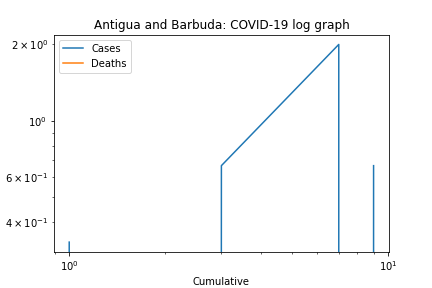 Antigua and Barbuda: COVID-19 log graph
2 × 10⁰
Cases
Deaths
10⁰
6 × 10⁻¹
4 × 10⁻¹
10⁰ 10¹
Cumulative